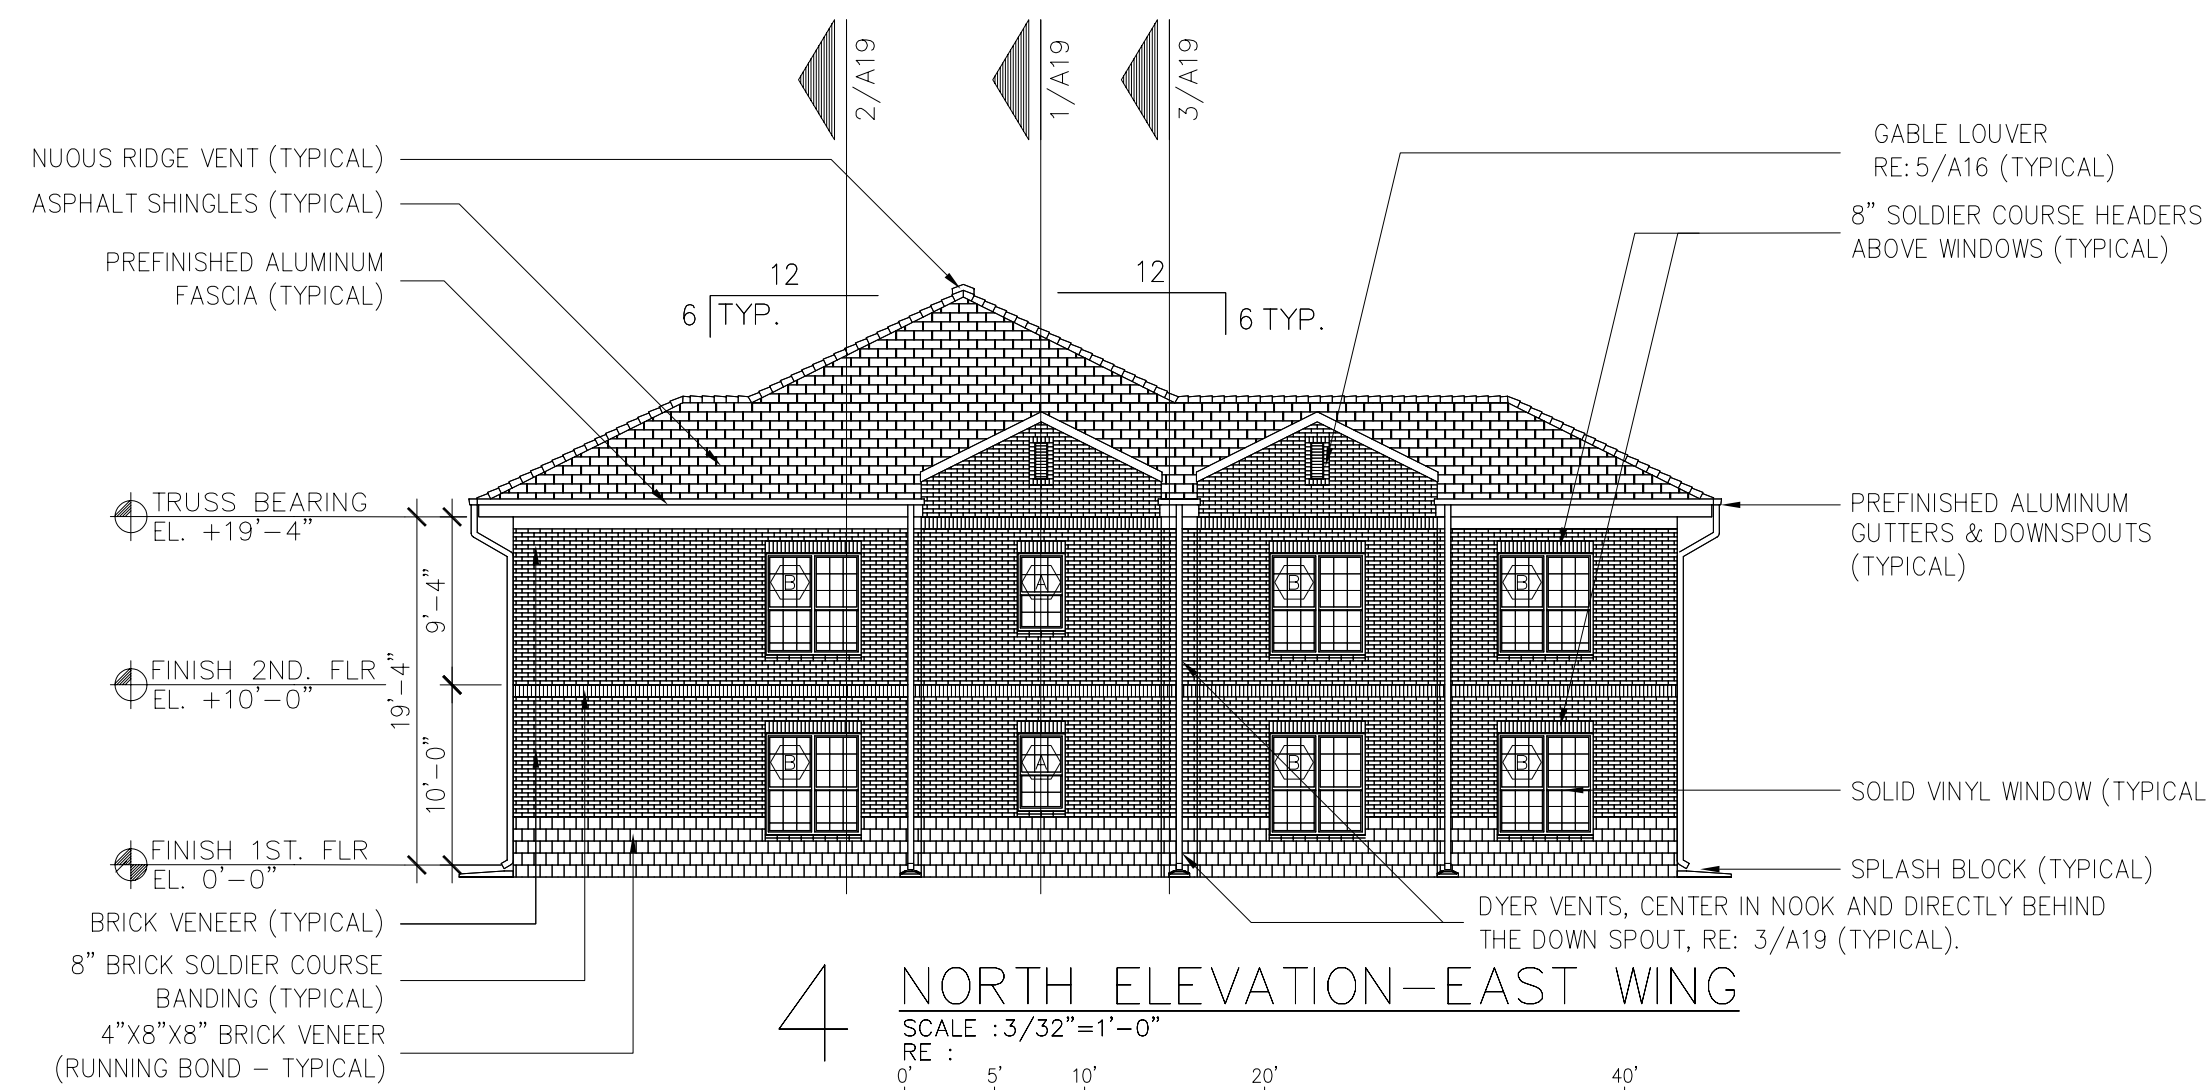 2/A19
1/A19
3/A19
NUOUS RIDGE VENT (TYPICAL)
ASPHALT SHINGLES (TYPICAL)
PREFINISHED ALUMINUM
FASCIA (TYPICAL)
12
6 TYP.
12
6 TYP.
GABLE LOUVER
RE: 5/A16 (TYPICAL)
8" SOLDIER COURSE HEADERS
ABOVE WINDOWS (TYPICAL)
TRUSS BEARING
EL. +19'-4"
PREFINISHED ALUMINUM
GUTTERS & DOWNSPOUTS
(TYPICAL)
B
A
B
B
9'-4"
FINISH 2ND. FLR
EL. +10'-0"
19'-4"
10'-0"
B
A
B
B
SOLID VINYL WINDOW (TYPICAL
FINISH 1ST. FLR
EL. 0'-0"
SPLASH BLOCK (TYPICAL)
BRICK VENEER (TYPICAL)
8" BRICK SOLDIER COURSE
BANDING (TYPICAL)
4"X8"X8" BRICK VENEER
(RUNNING BOND - TYPICAL)
DYER VENTS, CENTER IN NOOK AND DIRECTLY BEHIND
THE DOWN SPOUT, RE: 3/A19 (TYPICAL).
4 NORTH ELEVATION-EAST WING
SCALE :3/32"=1'-0"
RE :
0' 5' 10' 20' 40'